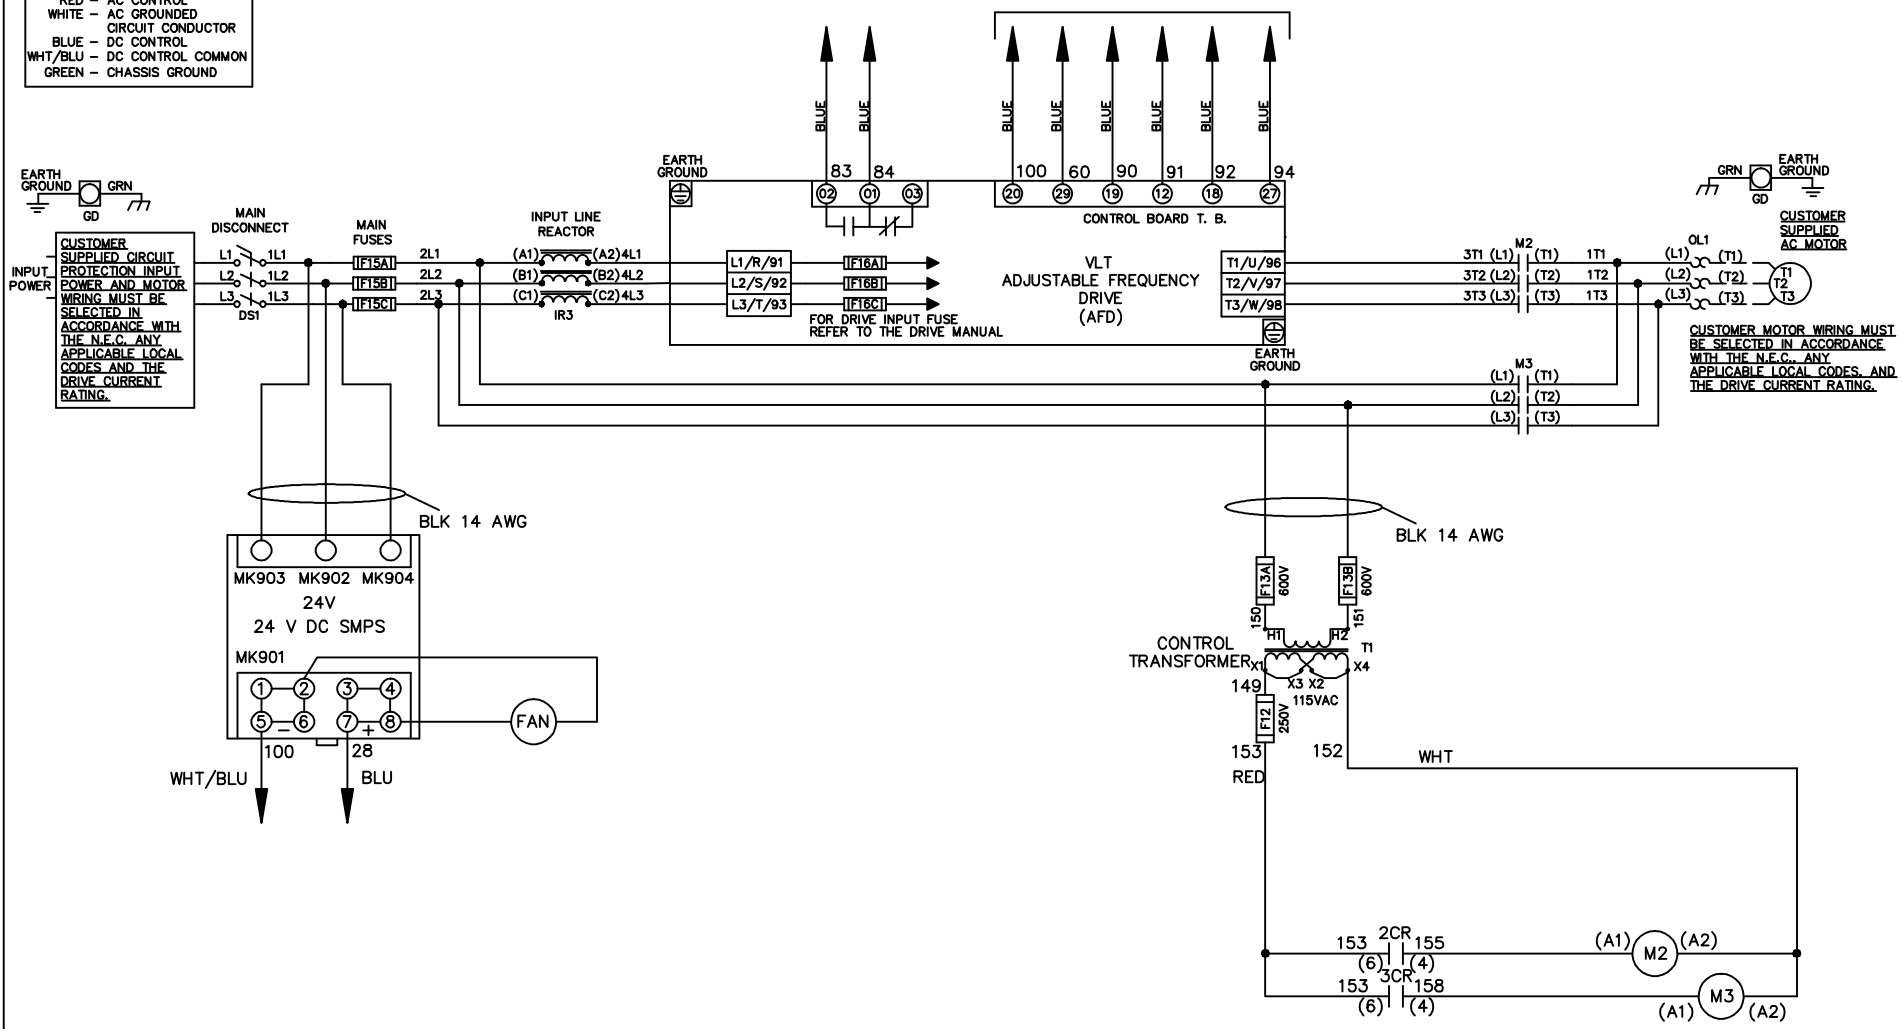 RED – AC CONTROL
WHITE – AC GROUNDED
CIRCUIT CONDUCTOR
BLUE – DC CONTROL
WHT/BLU – DC CONTROL COMMON
GREEN – CHASSIS GROUND
BLUE
BLUE
BLUE
BLUE
BLUE
BLUE
BLUE
BLUE
EARTH
GROUND
GRN
GD
EARTH
GROUND
83 84
02 01 03
100 60 90 91 92 94
20 29 19 12 18 27
CONTROL BOARD T. B.
GRN
EARTH
GROUND
GD
CUSTOMER
SUPPLIED
AC MOTOR
INPUT
POWER
CUSTOMER
SUPPLIED CIRCUIT
PROTECTION INPUT
POWER AND MOTOR
WIRING MUST BE
SELECTED IN
ACCORDANCE WITH
THE N.E.C. ANY
APPLICABLE LOCAL
CODES AND THE
DRIVE CURRENT
RATING.
MAIN
DISCONNECT
L1 1L1
L2 1L2
L3 1L3
DS1
MAIN
FUSES
F15A 2L1
F15B 2L2
F15C 2L3
INPUT LINE
REACTOR
(A1) (A2) 4L1
(B1) (B2) 4L2
(C1) (C2) 4L3
IR3
L1/R/91 F16A
L2/S/92 F16B
L3/T/93 F16C
FOR DRIVE INPUT FUSE
REFER TO THE DRIVE MANUAL
VLT
ADJUSTABLE FREQUENCY
DRIVE
(AFD)
T1/U/96
T2/V/97
T3/W/98
EARTH
GROUND
M2
3T1 (L1) (T1) 1T1
3T2 (L2) (T2) 1T2
3T3 (L3) (T3) 1T3
OL1
(L1) (T1)
(L2) (T2)
(L3) (T3)
T1
T2
T3
CUSTOMER MOTOR WIRING MUST
BE SELECTED IN ACCORDANCE
WITH THE N.E.C., ANY
APPLICABLE LOCAL CODES, AND
THE DRIVE CURRENT RATING.
M3
(L1) (T1)
(L2) (T2)
(L3) (T3)
BLK 14 AWG
MK903 MK902 MK904
24V
24 V DC SMPS
MK901
1 2 3 4
5 – 6 7 + 8
FAN
100 28
WHT/BLU BLU
BLK 14 AWG
F13A 600V
F13B 600V
150 151
H1 H2
T1
CONTROL
TRANSFORMER
X1 X4
X3 X2
115VAC
149
F12 250V
153 152
RED
WHT
2CR
153 155
(6) (4)
(A1) M2 (A2)
3CR
153 158
(6) (4)
(A1) M3 (A2)